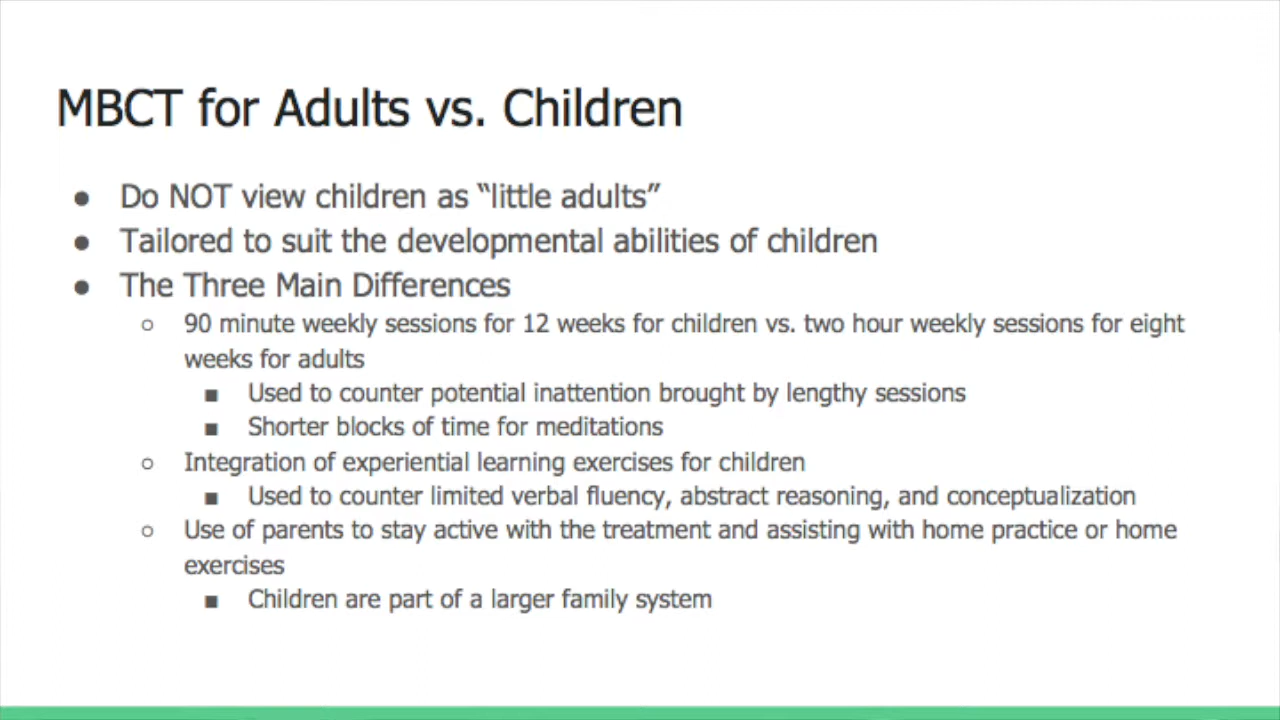 MBCT for Adults vs. Children
● Do NOT view children as “little adults”
● Tailored to suit the developmental abilities of children
● The Three Main Differences
○ 90 minute weekly sessions for 12 weeks for children vs. two hour weekly sessions for eight
weeks for adults
■ Used to counter potential inattention brought by lengthy sessions
■ Shorter blocks of time for meditations
○ Integration of experiential learning exercises for children
■ Used to counter limited verbal fluency, abstract reasoning, and conceptualization
○ Use of parents to stay active with the treatment and assisting with home practice or home
exercises
■ Children are part of a larger family system